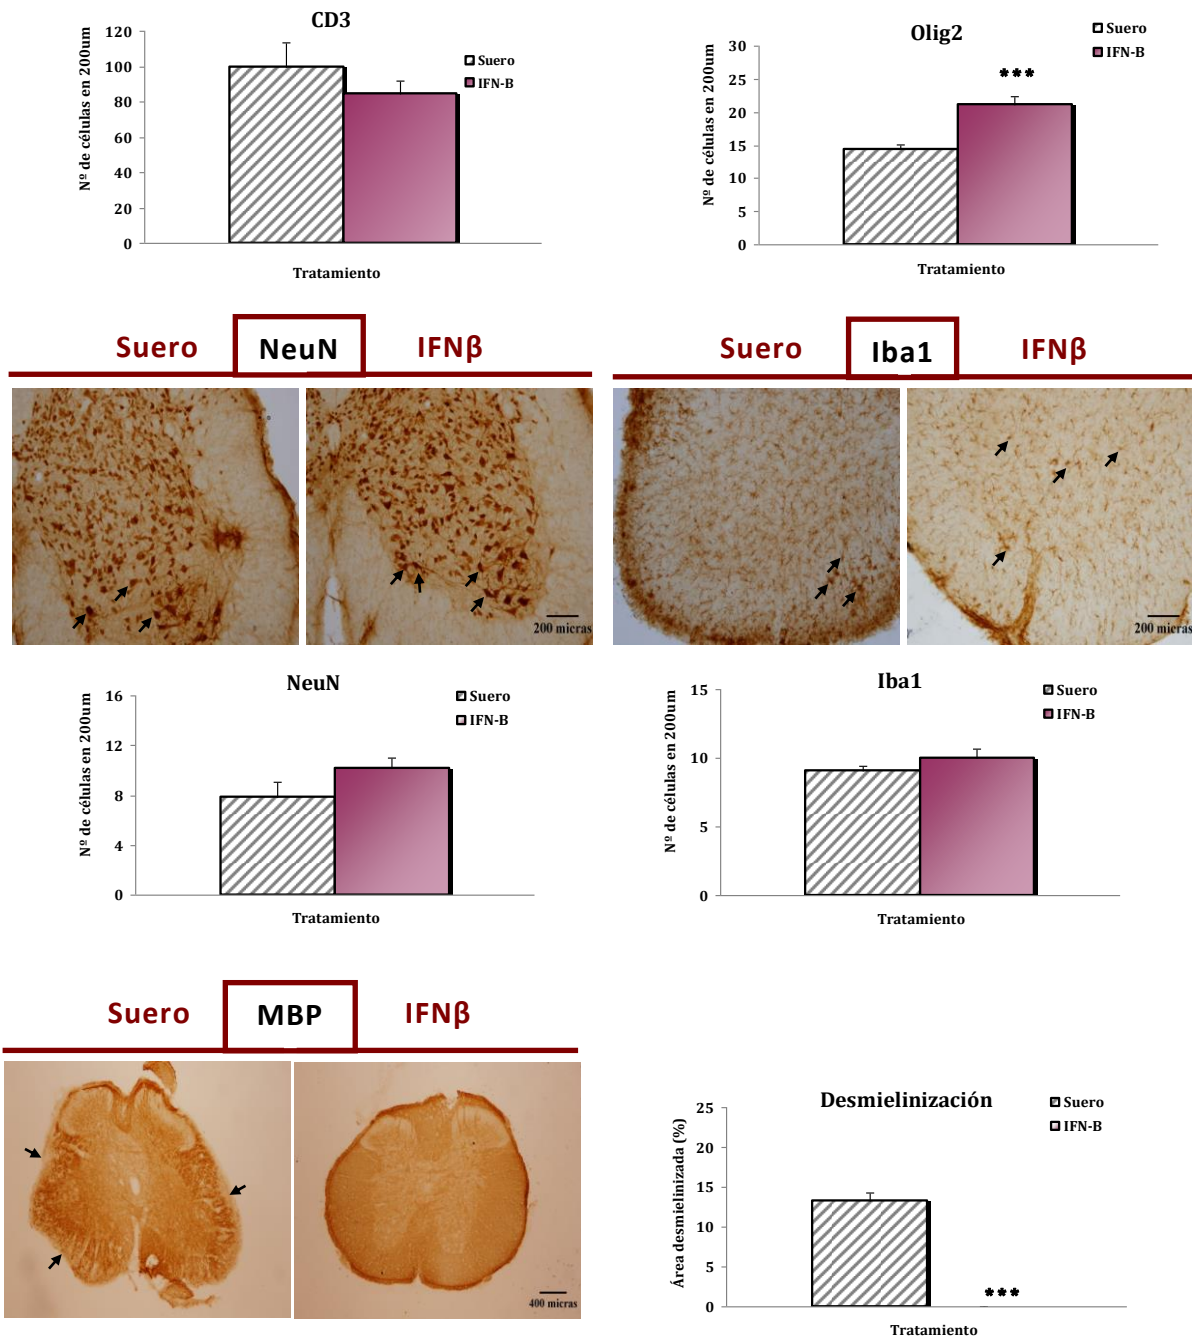 CD3
120
100
80
60
40
20
0
Nº de células en 200um
Suero
IFN-B
Tratamiento
Olig2
30
25
20
15
10
5
0
Nº de células en 200um
Suero
IFN-B
***
Tratamiento
Suero NeuN IFNβ
200 micras
Suero Iba1 IFNβ
200 micras
NeuN
16
12
8
4
0
Nº de células en 200um
Suero
IFN-B
Tratamiento
Iba1
15
10
5
0
Nº de células en 200um
Suero
IFN-B
Tratamiento
Suero MBP IFNβ
400 micras
Desmielinización
25
20
15
10
5
0
Área desmielinizada (%)
Suero
IFN-B
***
Tratamiento